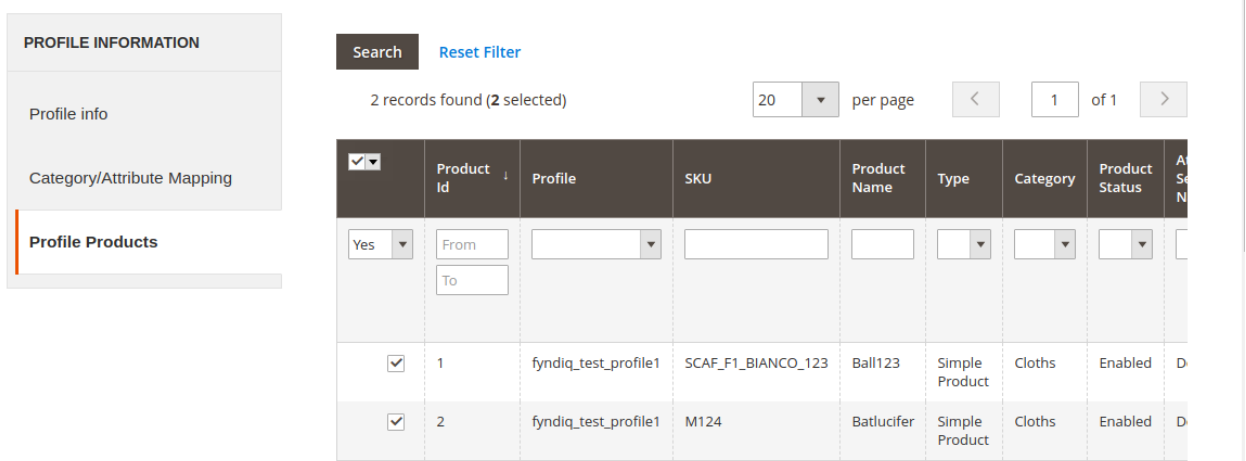 PROFILE INFORMATION
Profile info
Category/Attribute Mapping
Profile Products
Search Reset Filter
2 records found (2 selected)
20 per page 1 of 1
Product Id Profile SKU Product Name Type Category Product Status
Yes From
To
1 fyndiq_test_profile1 SCAF_F1_BIANCO_123 Ball123 Simple Product Cloths Enabled
2 fyndiq_test_profile1 M124 Batlucifer Simple Product Cloths Enabled